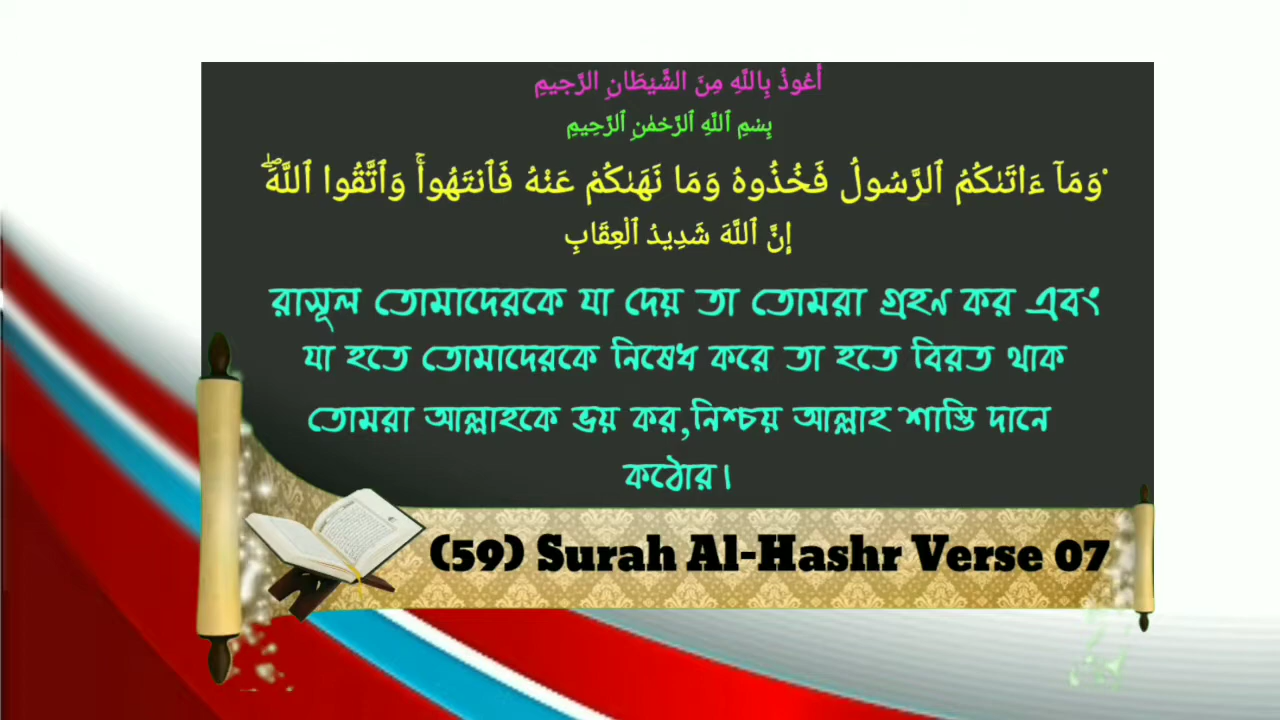 أَعُوذُ بِاللَّهِ مِنَ الشَّيْطَانِ الرَّجِيمِ
بِسْمِ ٱللَّهِ ٱلرَّحْمَٰنِ ٱلرَّحِيمِ
وَمَآ ءَاتَىٰكُمُ ٱلرَّسُولُ فَخُذُوهُ وَمَا نَهَىٰكُمْ عَنْهُ فَٱنتَهُوا۟ۚ وَٱتَّقُوا ٱللَّهَۖ
إِنَّ ٱللَّهَ شَدِيدُ ٱلْعِقَابِ
রাসূল তোমাদেরকে যা দেয় তা তোমরা গ্রহন কর এবং
যা হতে তোমাদেরকে নিষেধ করে তা হতে বিরত থাক
তোমরা আল্লাহকে ভয় কর,নিশ্চয় আল্লাহ শাস্তি দানে
কঠোর।
(59) Surah Al-Hashr Verse 07